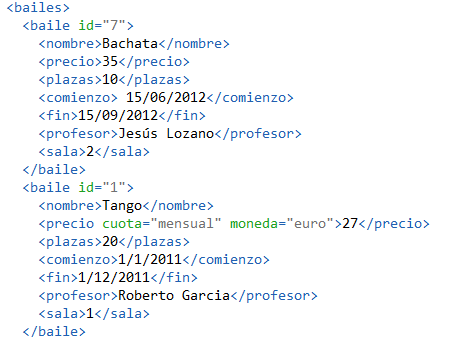 <bailes>
<baile id="7">
<nombre>Bachata</nombre>
<precio>35</precio>
<plazas>10</plazas>
<comienzo> 15/06/2012</comienzo>
<fin>15/09/2012</fin>
<profesor>Jesús Lozano</profesor>
<sala>2</sala>
</baile>
<baile id="1">
<nombre>Tango</nombre>
<precio cuota="mensual" moneda="euro">27</precio>
<plazas>20</plazas>
<comienzo>1/1/2011</comienzo>
<fin>1/12/2011</fin>
<profesor>Roberto Garcia</profesor>
<sala>1</sala>
</baile>